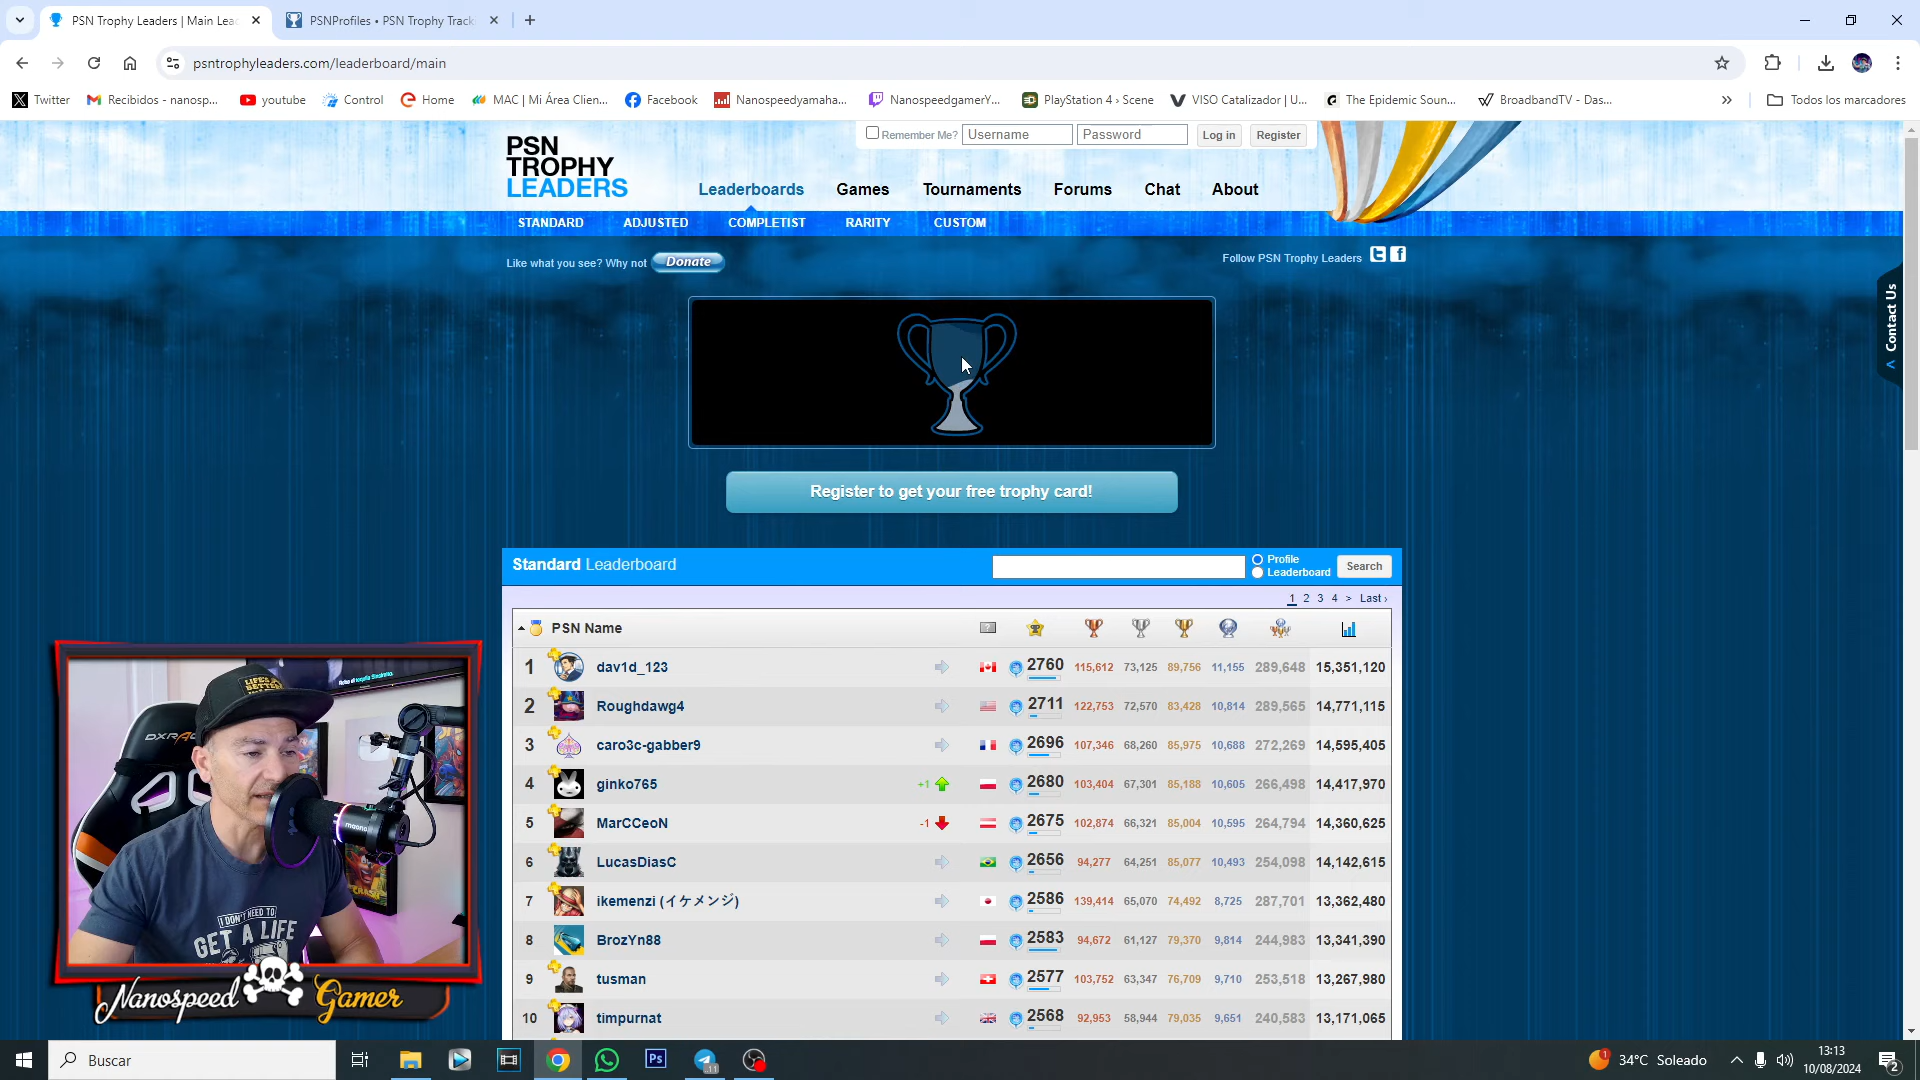 PSN Trophy Leaders | Main Lea
PSNProfiles • PSN Trophy Track
psntrophyleaders.com/leaderboard/main
Twitter
Recibidos - nanosp...
youtube
Control
Home
MAC | Mi Área Clien...
Facebook
Nanospeedyamaha...
NanospeedgamerY...
PlayStation 4 › Scene
VISO Catalizador | U...
The Epidemic Soun...
BroadbandTV - Das...
»
Todos los marcadores
Remember Me? Username Password Log in Register
PSN
TROPHY
LEADERS
Leaderboards Games Tournaments Forums Chat About
STANDARD ADJUSTED COMPLETIST RARITY CUSTOM
Like what you see? Why not Donate
Follow PSN Trophy Leaders
< Contact Us
Register to get your free trophy card!
Standard Leaderboard
Profile
Leaderboard
Search
1 2 3 4 > Last ›
PSN Name
1 dav1d_123 2760 115,612 73,125 89,756 11,155 289,648 15,351,120
2 Roughdawg4 2711 122,753 72,570 83,428 10,814 289,565 14,771,115
3 caro3c-gabber9 2696 107,346 68,260 85,975 10,688 272,269 14,595,405
4 ginko765 +1 2680 103,404 67,301 85,188 10,605 266,498 14,417,970
5 MarCCeoN -1 2675 102,874 66,321 85,004 10,595 264,794 14,360,625
6 LucasDiasC 2656 94,277 64,251 85,077 10,493 254,098 14,142,615
7 ikemenzi (イケメンジ) 2586 139,414 65,070 74,492 8,725 287,701 13,362,480
8 BrozYn88 2583 94,672 61,127 79,370 9,814 244,983 13,341,390
9 tusman 2577 103,752 63,347 76,709 9,710 253,518 13,267,980
10 timpurnat 2568 92,953 58,944 79,035 9,651 240,583 13,171,065
LIFE'S
BETTER
I DON'T NEED TO
GET A LIFE
maono
Nanospeed Gamer
Buscar
Ps
34°C Soleado
13:13
10/08/2024